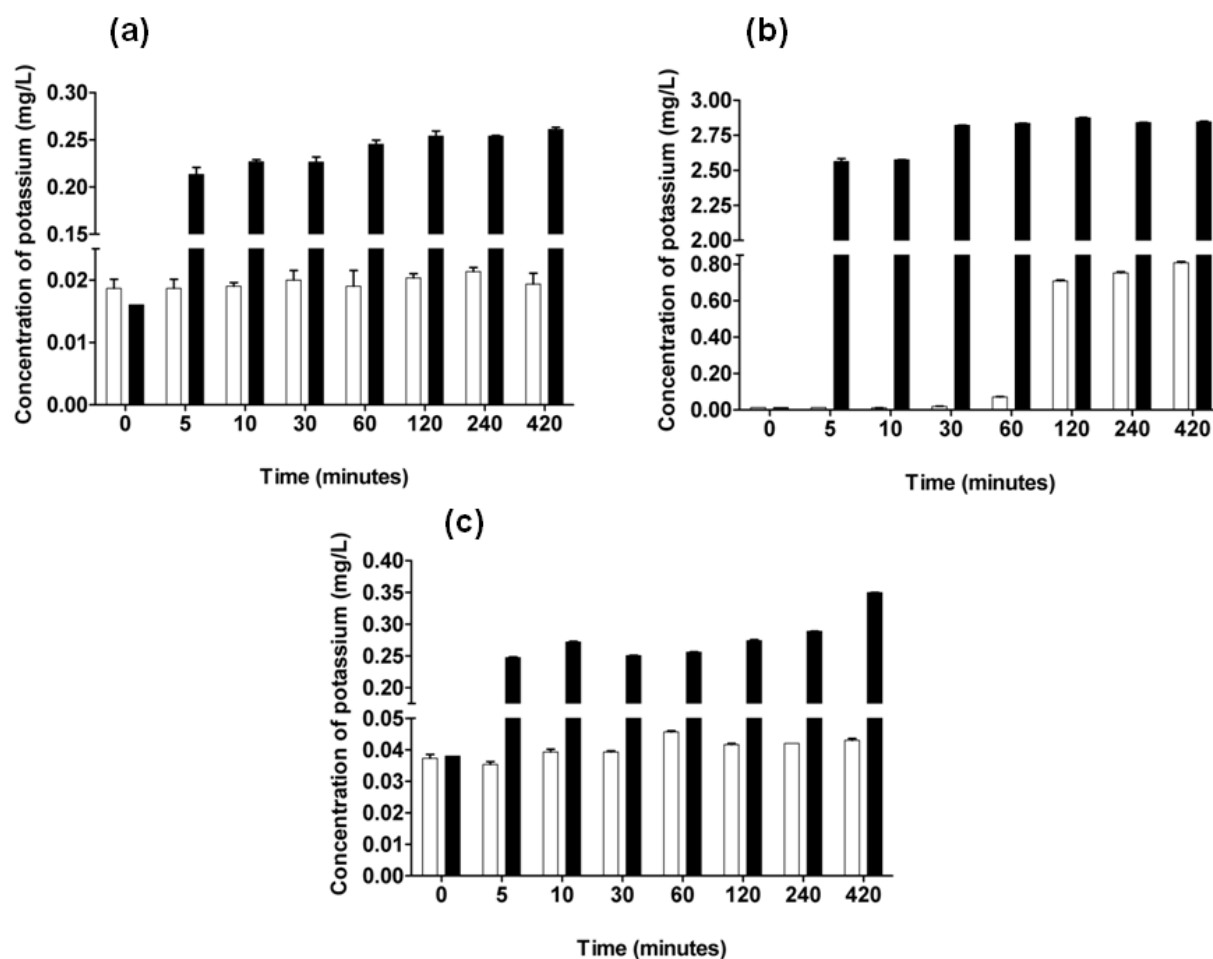 (a)
Concentration of potassium (mg/L)
0.30
0.25
0.20
0.15
0.02
0.01
0.00
0 5 10 30 60 120 240 420
Time (minutes)
(b)
Concentration of potassium (mg/L)
3.00
2.75
2.50
2.25
2.00
0.80
0.60
0.40
0.20
0.00
0 5 10 30 60 120 240 420
Time (minutes)
(c)
Concentration of potassium (mg/L)
0.40
0.35
0.30
0.25
0.20
0.05
0.04
0.03
0.02
0.01
0.00
0 5 10 30 60 120 240 420
Time (minutes)